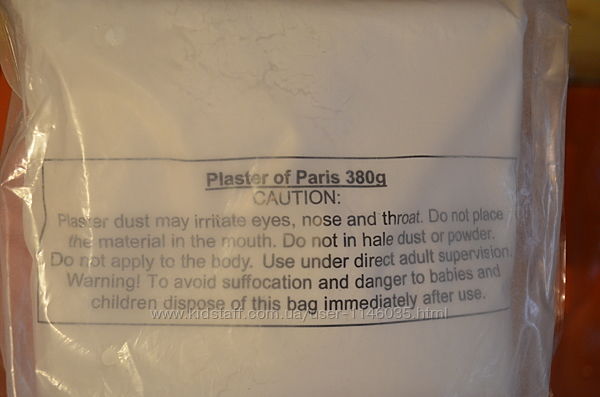 Plaster of Paris 380g
CAUTION:
Plaster dust may irritate eyes, nose and throat. Do not place
the material in the mouth. Do not in hale dust or powder.
Do not apply to the body. Use under direct adult supervision.
Warning! To avoid suffocation and danger to babies and
children dispose of this bag immediately after use.
www.kidstaff.com.ua/user-1146035.html